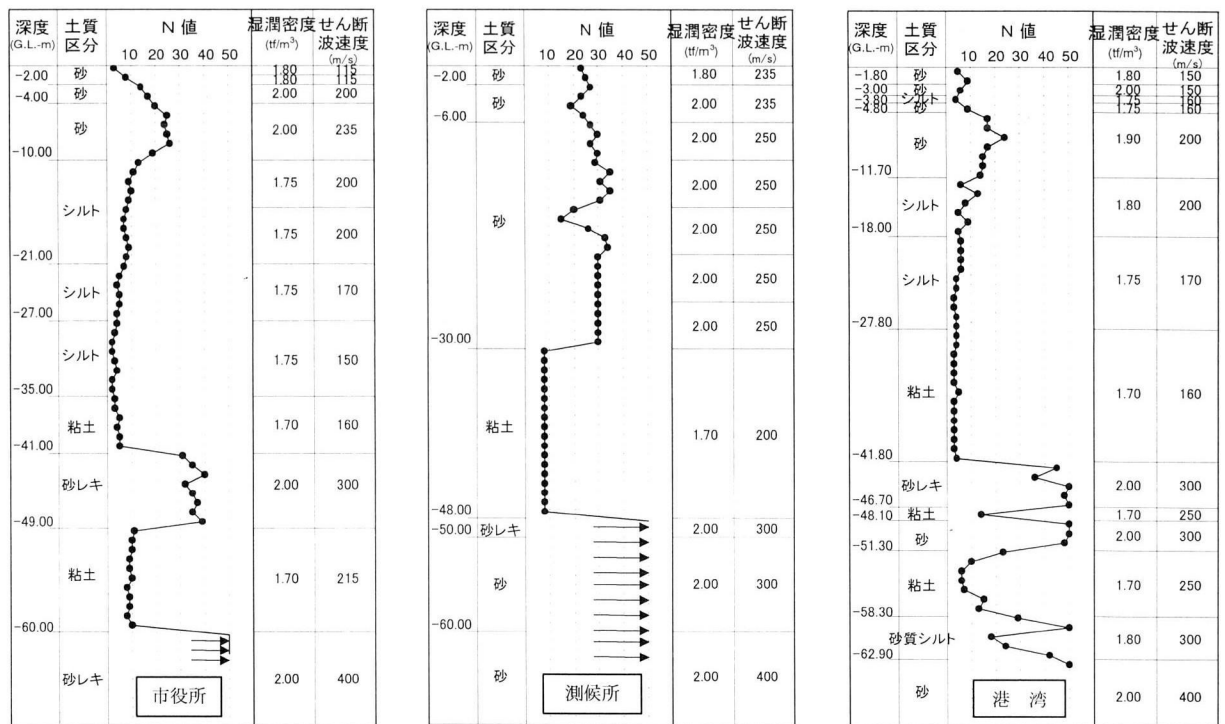 深度 土質 N 値 湿潤密度 せん断
(G.L.-m) 区分 10 20 30 40 50 (tf/m³) 波速度
(m/s)
砂 1.80 115
-2.00 1.80 115
砂 2.00 200
-4.00
砂 2.00 235
-10.00
1.75 200
シルト
1.75 200
-21.00
シルト 1.75 170
-27.00
シルト 1.75 150
-35.00
粘土 1.70 160
-41.00
砂レキ 2.00 300
-49.00
粘土 1.70 215
-60.00
砂レキ 2.00 400
市役所
深度 土質 N 値 湿潤密度 せん断
(G.L.-m) 区分 10 20 30 40 50 (tf/m³) 波速度
(m/s)
砂 1.80 235
-2.00
砂 2.00 235
-6.00
2.00 250
2.00 250
砂 2.00 250
2.00 250
2.00 250
-30.00
粘土 1.70 200
-48.00
砂レキ 2.00 300
-50.00
砂 2.00 300
-60.00
砂 2.00 400
測候所
深度 土質 N 値 湿潤密度 せん断
(G.L.-m) 区分 10 20 30 40 50 (tf/m³) 波速度
(m/s)
砂 1.80 150
-1.80
砂 2.00 150
-3.00
シルト 1.75 160
-3.80
砂 1.75 160
-4.80
砂 1.90 200
-11.70
シルト 1.80 200
-18.00
シルト 1.75 170
-27.80
粘土 1.70 160
-41.80
砂レキ 2.00 300
-46.70
粘土 1.70 250
-48.10
砂 2.00 300
-51.30
粘土 1.70 250
-58.30
砂質シルト 1.80 300
-62.90
砂 2.00 400
港 湾